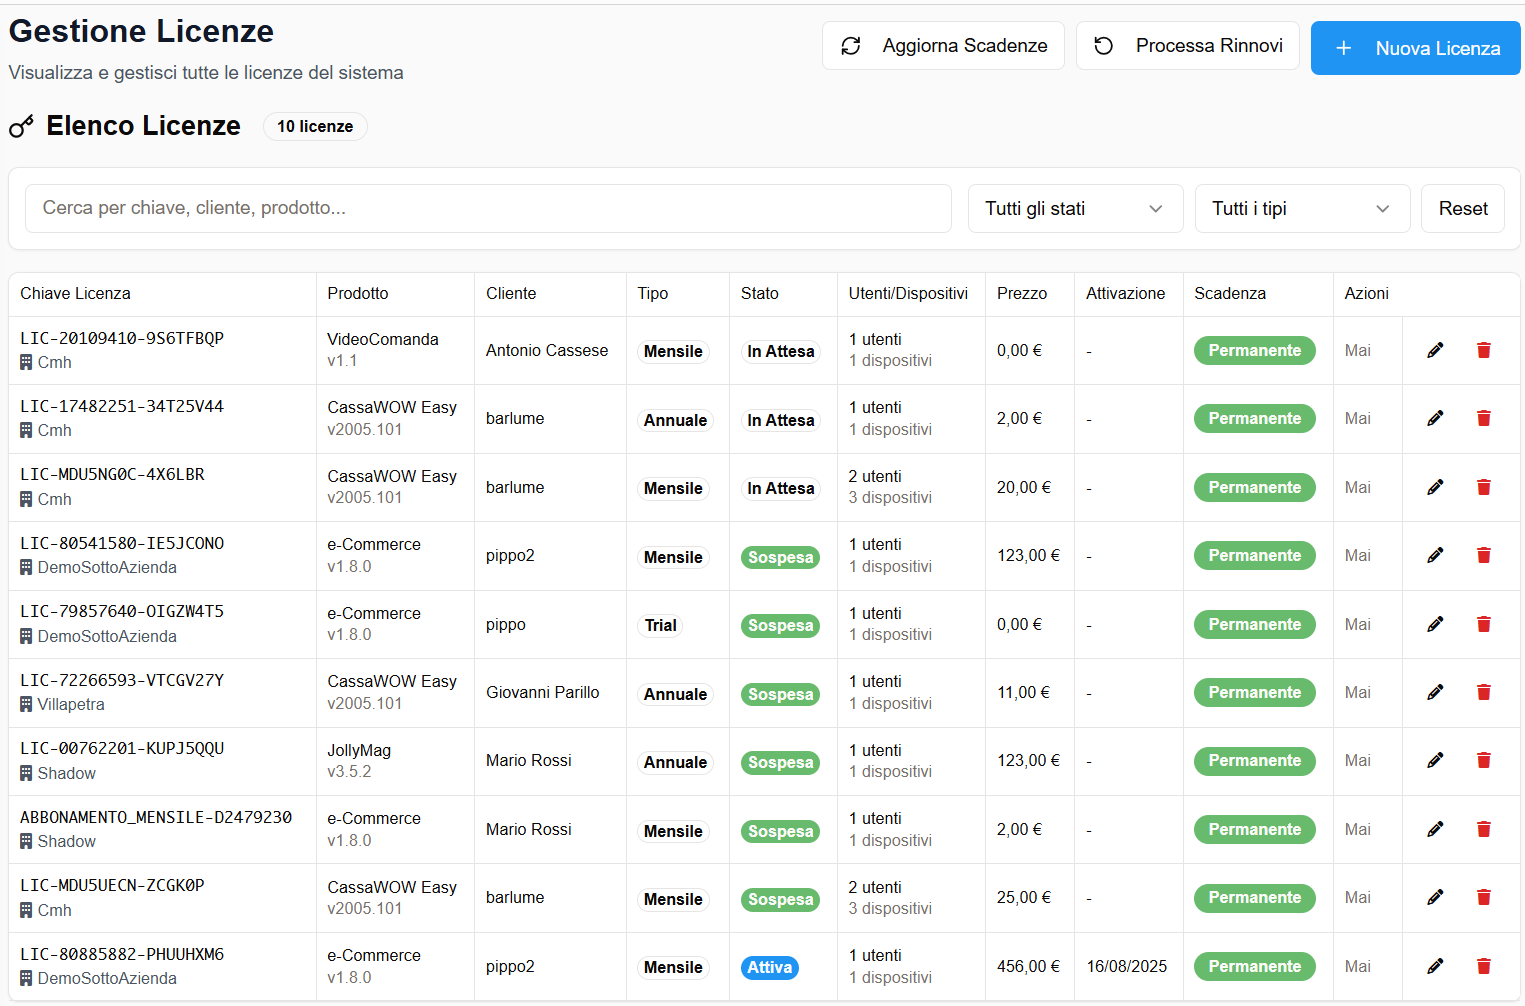 Gestione Licenze
Visualizza e gestisci tutte le licenze del sistema
Aggiorna Scadenze
Processa Rinnovi
Nuova Licenza
Elenco Licenze 10 licenze
Cerca per chiave, cliente, prodotto...
Tutti gli stati
Tutti i tipi
Reset
Chiave Licenza Prodotto Cliente Tipo Stato Utenti/Dispositivi Prezzo Attivazione Scadenza Azioni
LIC-20109410-9S6TFBQP VideoComanda Antonio Cassese Mensile In Attesa 1 utenti 0,00 € - Permanente Mai
Cmh v1.1 1 dispositivi
LIC-17482251-34T25V44 CassaWOW Easy barlume Annuale In Attesa 1 utenti 2,00 € - Permanente Mai
Cmh v2005.101 1 dispositivi
LIC-MDU5NG0C-4X6LBR CassaWOW Easy barlume Mensile In Attesa 2 utenti 20,00 € - Permanente Mai
Cmh v2005.101 3 dispositivi
LIC-80541580-IE5JCONO e-Commerce pippo2 Mensile Sospesa 1 utenti 123,00 € - Permanente Mai
DemoSottoAzienda v1.8.0 1 dispositivi
LIC-79857640-OIGZW4T5 e-Commerce pippo Trial Sospesa 1 utenti 0,00 € - Permanente Mai
DemoSottoAzienda v1.8.0 1 dispositivi
LIC-72266593-VTCGV27Y CassaWOW Easy Giovanni Parillo Annuale Sospesa 1 utenti 11,00 € - Permanente Mai
Villapetra v2005.101 1 dispositivi
LIC-00762201-KUPJ5QQU JollyMag Mario Rossi Annuale Sospesa 1 utenti 123,00 € - Permanente Mai
Shadow v3.5.2 1 dispositivi
ABBONAMENTO_MENSILE-D2479230 e-Commerce Mario Rossi Mensile Sospesa 1 utenti 2,00 € - Permanente Mai
Shadow v1.8.0 1 dispositivi
LIC-MDU5UECN-ZCGK0P CassaWOW Easy barlume Mensile Sospesa 2 utenti 25,00 € - Permanente Mai
Cmh v2005.101 3 dispositivi
LIC-80885882-PHUUHXM6 e-Commerce pippo2 Mensile Attiva 1 utenti 456,00 € 16/08/2025 Permanente Mai
DemoSottoAzienda v1.8.0 1 dispositivi